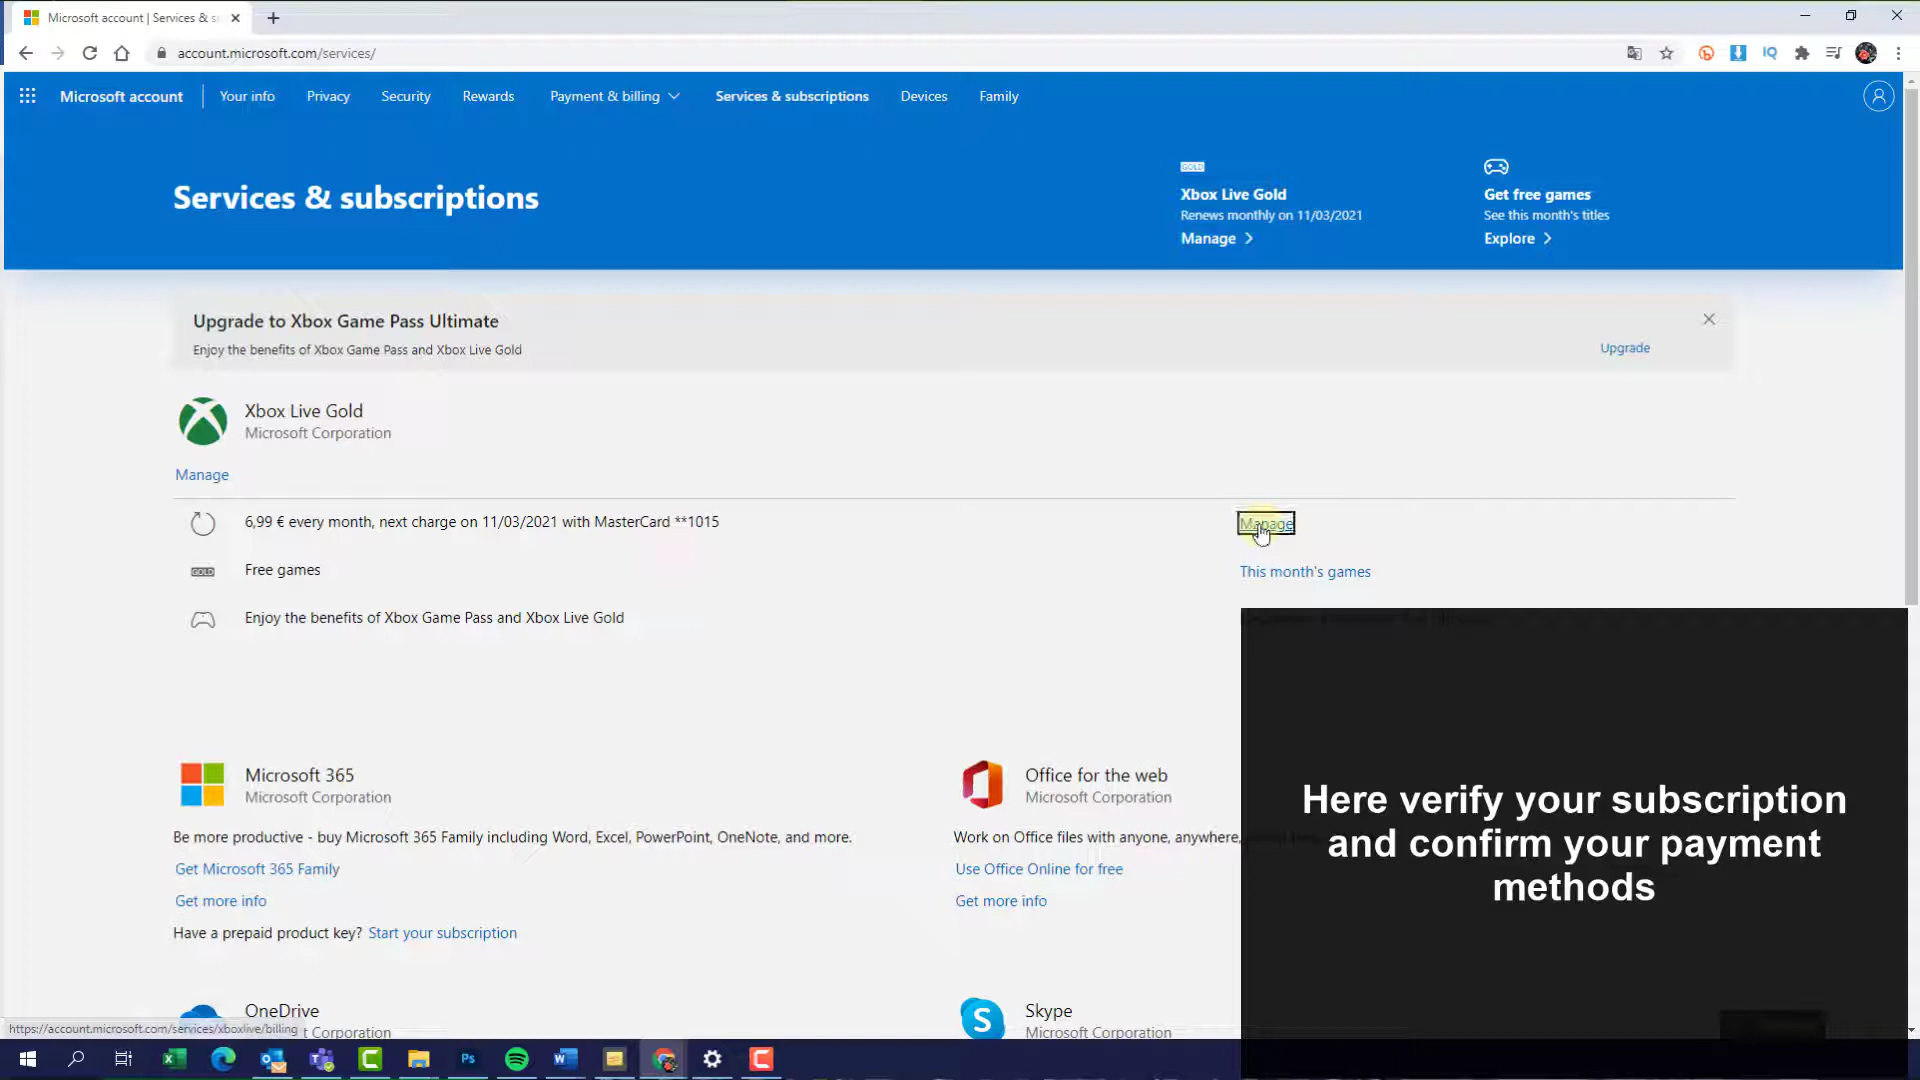 Microsoft account | Services & s
account.microsoft.com/services/
IQ
Microsoft account
Your info
Privacy
Security
Rewards
Payment & billing
Services & subscriptions
Devices
Family
Services & subscriptions
GOLD
Xbox Live Gold
Renews monthly on 11/03/2021
Manage
Get free games
See this month's titles
Explore
Upgrade to Xbox Game Pass Ultimate
Enjoy the benefits of Xbox Game Pass and Xbox Live Gold
Upgrade
Xbox Live Gold
Microsoft Corporation
Manage
6,99 € every month, next charge on 11/03/2021 with MasterCard **1015
Manage
GOLD
Free games
This month's games
Enjoy the benefits of Xbox Game Pass and Xbox Live Gold
Microsoft 365
Microsoft Corporation
Be more productive - buy Microsoft 365 Family including Word, Excel, PowerPoint, OneNote, and more.
Get Microsoft 365 Family
Get more info
Have a prepaid product key? Start your subscription
Office for the web
Microsoft Corporation
Work on Office files with anyone, anywhere,
Use Office Online for free
Get more info
Here verify your subscription
and confirm your payment
methods
OneDrive
t Corporation
Skype
Microsoft Corporation
https://account.microsoft.com/services/xboxlive/billing
Ps